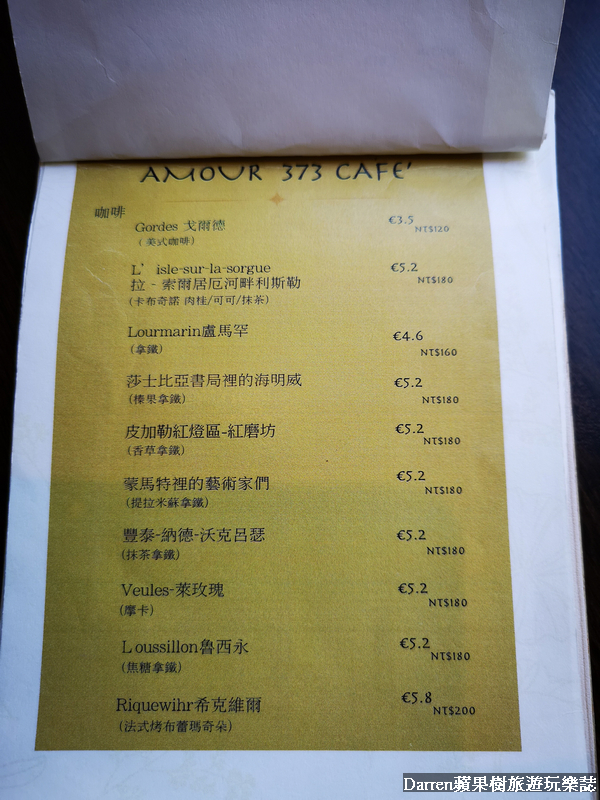 AMOUR 373 CAFE'
咖啡
Gordes 戈爾德 €3.5
(美式咖啡) NT$120
L' isle-sur-la-sorgue €5.2
拉‧索爾居厄河畔利斯勒 NT$180
(卡布奇諾 肉桂/可可/抹茶)
Lourmarin盧馬罕 €4.6
(拿鐵) NT$160
莎士比亞書局裡的海明威 €5.2
(榛果拿鐵) NT$180
皮加勒紅燈區-紅磨坊 €5.2
(香草拿鐵) NT$180
蒙馬特裡的藝術家們 €5.2
(提拉米蘇拿鐵) NT$180
豐泰-納德-沃克呂瑟 €5.2
(抹茶拿鐵) NT$180
Veules-萊玫瑰 €5.2
(摩卡) NT$180
Loussillon魯西永 €5.2
(焦糖拿鐵) NT$180
Riquewihr希克維爾 €5.8
(法式烤布蕾瑪奇朵) NT$200
Darren蘋果樹旅遊玩樂誌